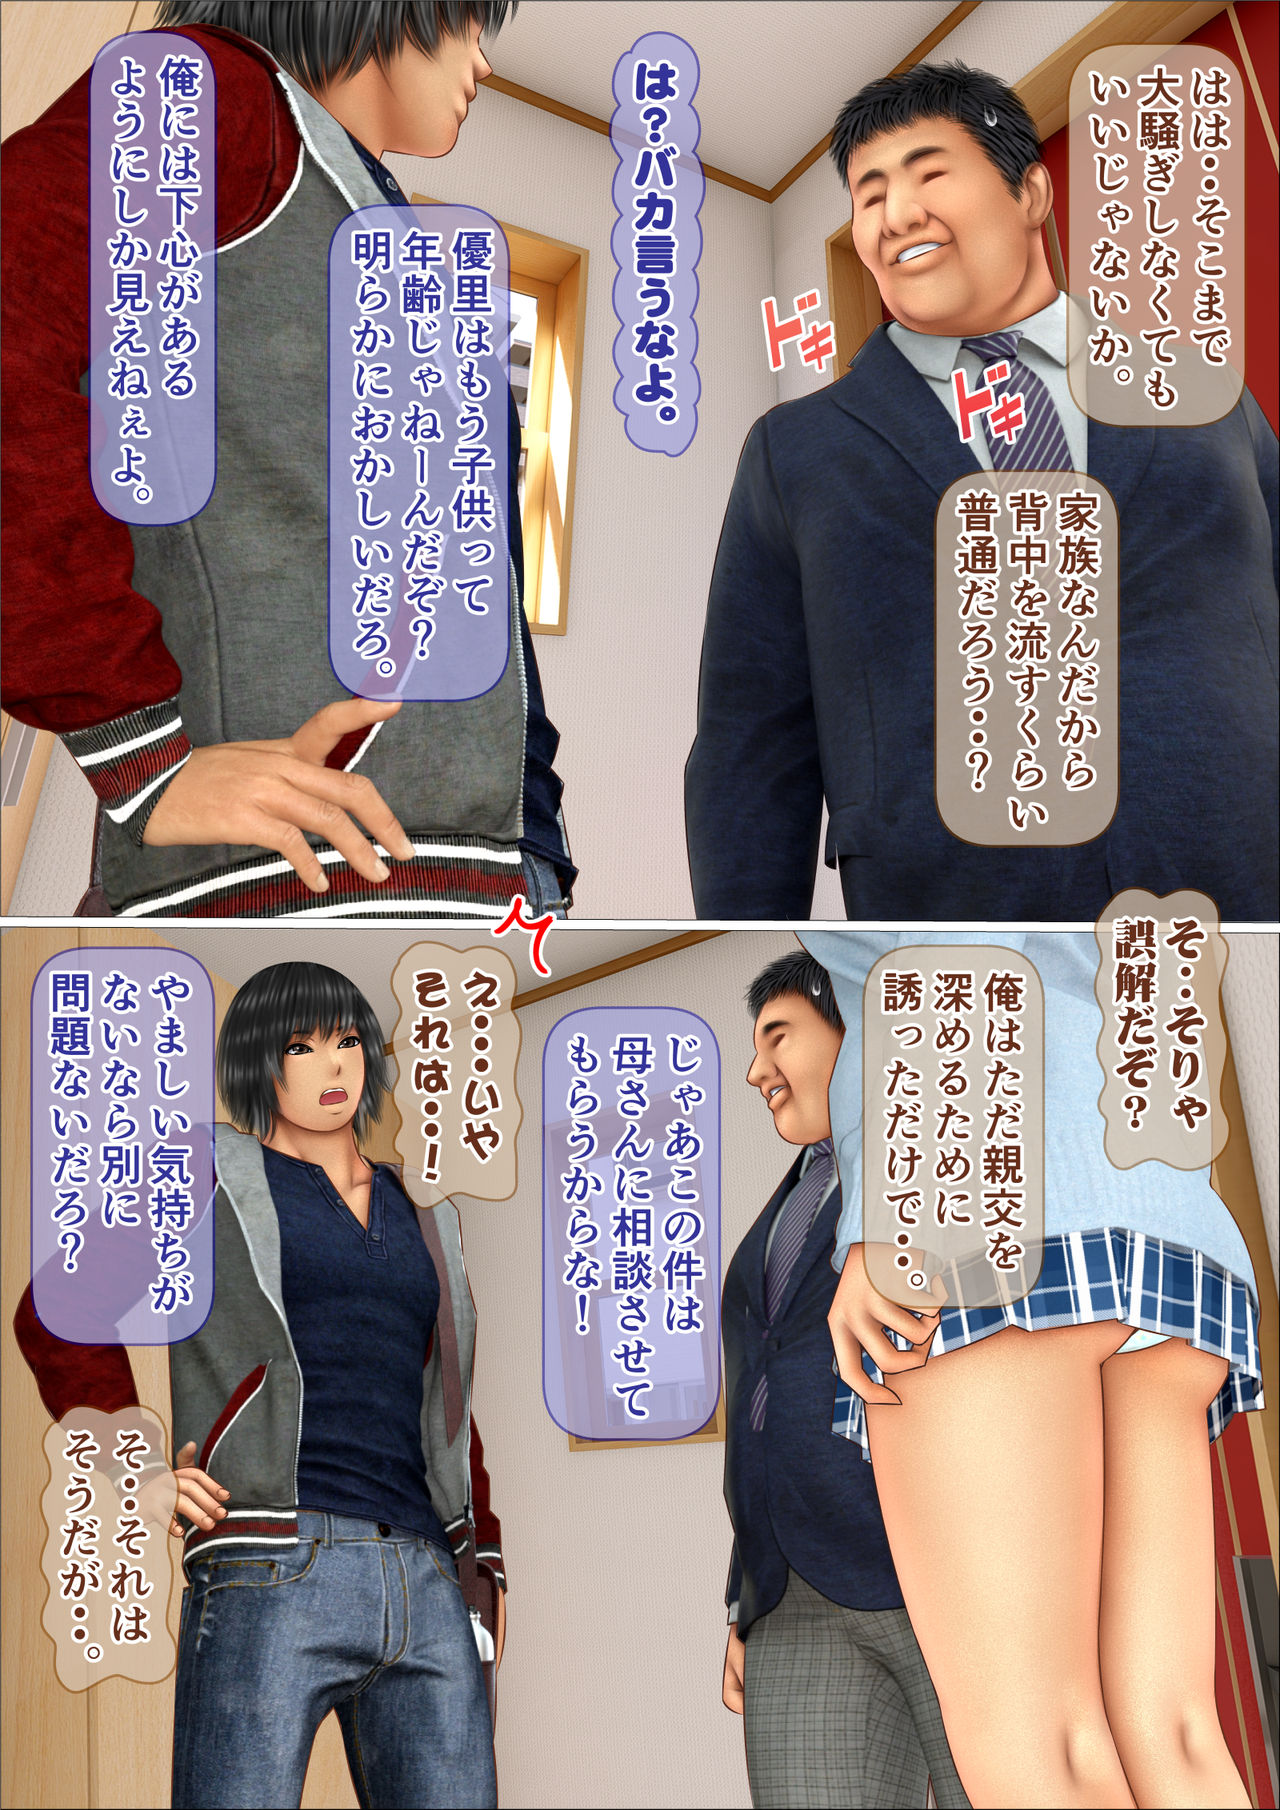 はは・・そこまで
大騒ぎしなくても
いいじゃないか。
家族なんだから
背中を流すくらい
普通だろう・・・？
ドキ
ドキ
は？バカ言うなよ。
優里はもう子供って
年齢じゃねーんだぞ？
明らかにおかしいだろ。
俺には下心がある
ようにしか見えねぇよ。
そ・・そりゃ
誤解だぞ？
俺はただ親交を
深めるために
誘っただけで・・・。
じゃあこの件は
母さんに相談させて
もらうからな！
え・・・いや
それは・・・！
やましい気持ちが
ないなら別に
問題ないだろ？
そ・・・それは
そうだが・・・。